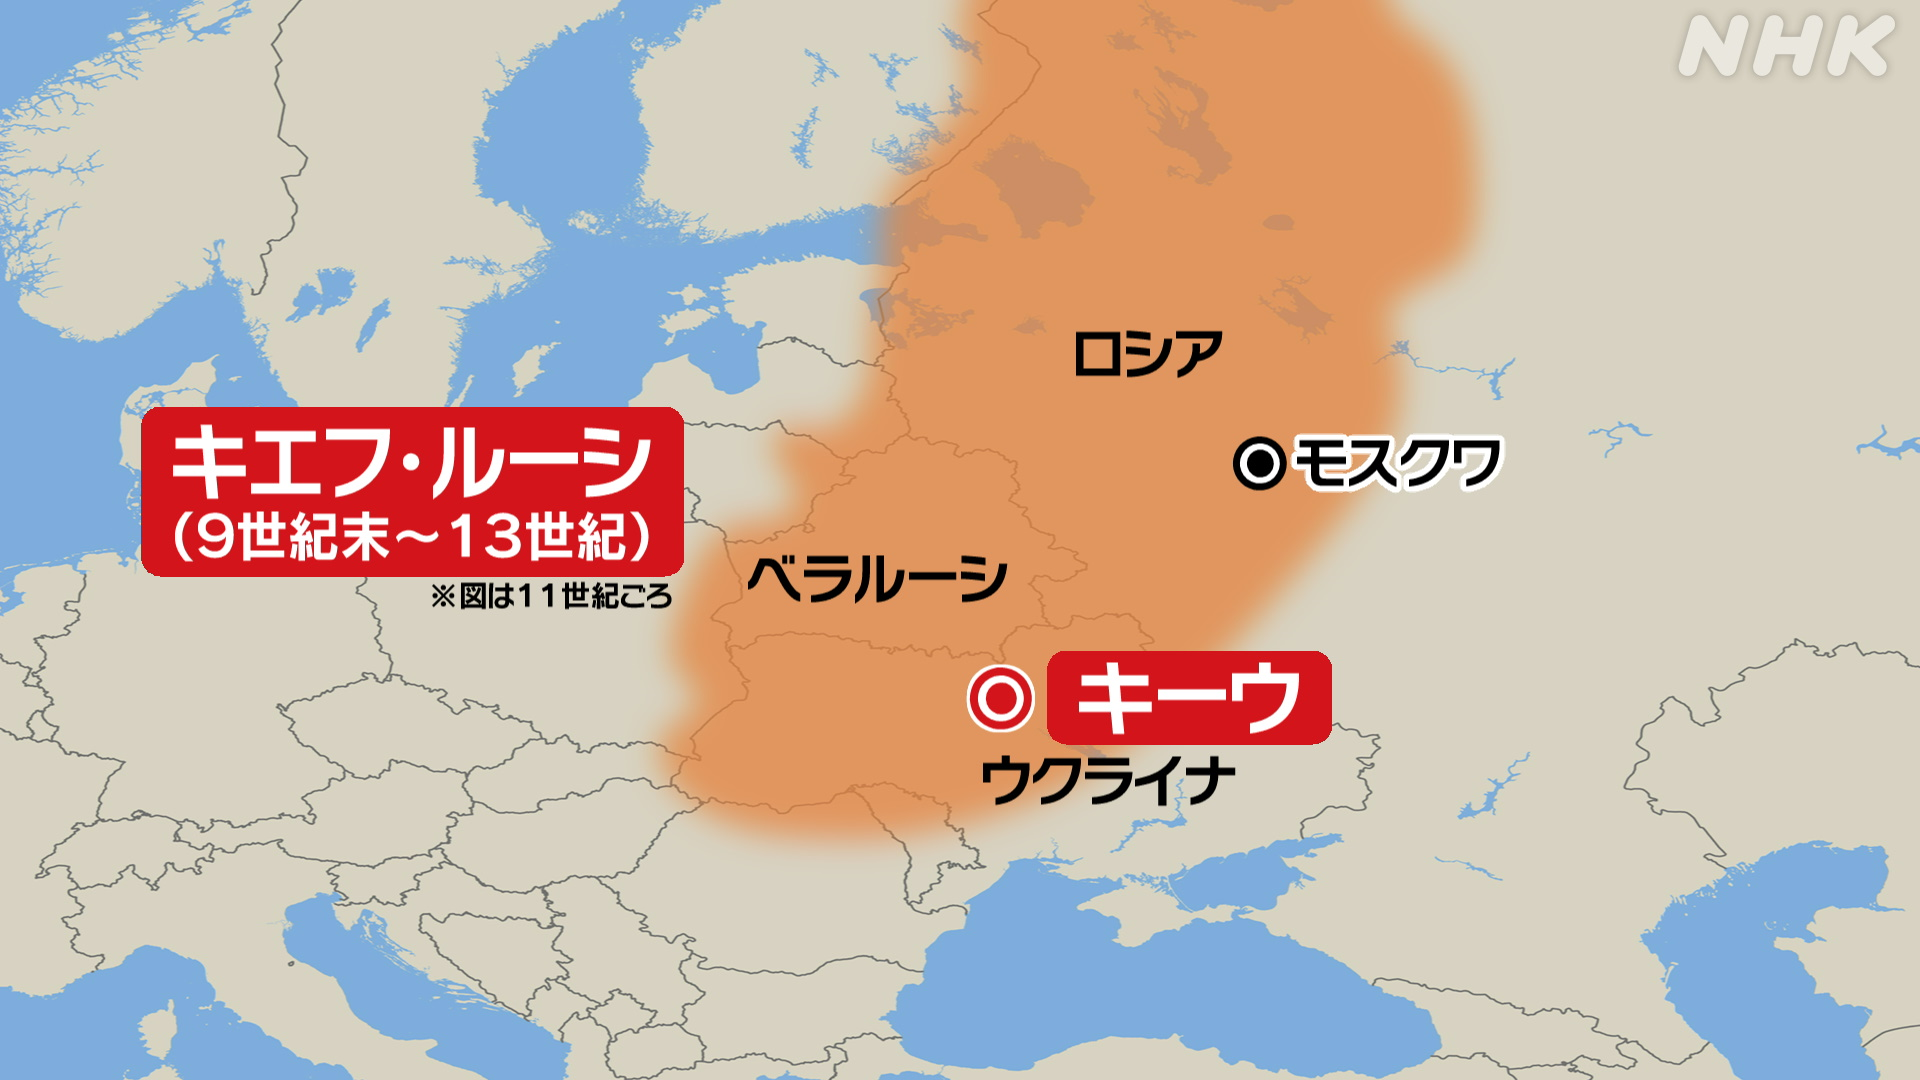 NHK
ロシア
キエフ・ルーシ
(9世紀末～13世紀)
※図は11世紀ごろ
モスクワ
ベラルーシ
キーウ
ウクライナ